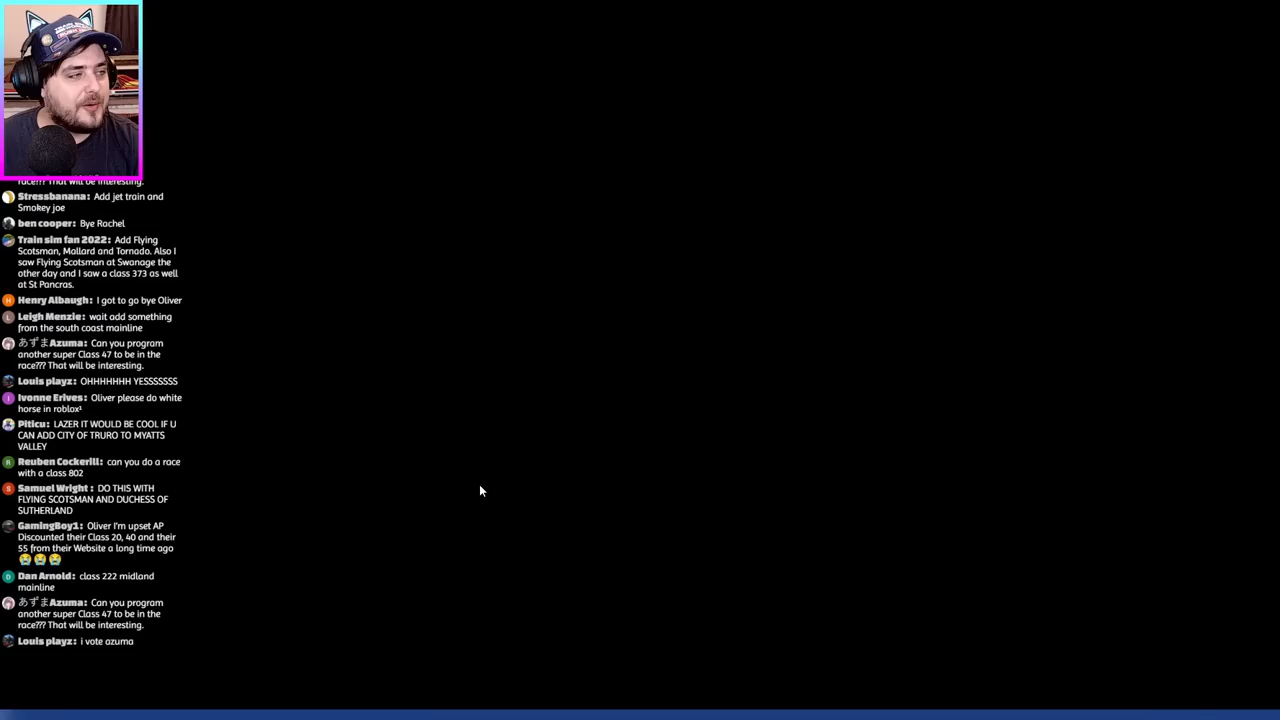 race??? That will be interesting.
Stressbanana: Add jet train and
Smokey joe
ben cooper: Bye Rachel
Train sim fan 2022: Add Flying
Scotsman, Mallard and Tornado. Also I
saw Flying Scotsman at Swanage the
other day and I saw a class 373 as well
at St Pancras.
Henry Albaugh: I got to go bye Oliver
Leigh Menzie: wait add something
from the south coast mainline
あずまAzuma: Can you program
another super Class 47 to be in the
race??? That will be interesting.
Louis playz: OHHHHHHH YESSSSSSS
Ivonne Erives: Oliver please do white
horse in roblox¹
Piticu: LAZER IT WOULD BE COOL IF U
CAN ADD CITY OF TRURO TO MYATTS
VALLEY
Reuben Cockerill: can you do a race
with a class 802
Samuel Wright: DO THIS WITH
FLYING SCOTSMAN AND DUCHESS OF
SUTHERLAND
GamingBoy1: Oliver I'm upset AP
Discounted their Class 20, 40 and their
55 from their Website a long time ago
😭😭😭
Dan Arnold: class 222 midland
mainline
あずまAzuma: Can you program
another super Class 47 to be in the
race??? That will be interesting.
Louis playz: i vote azuma